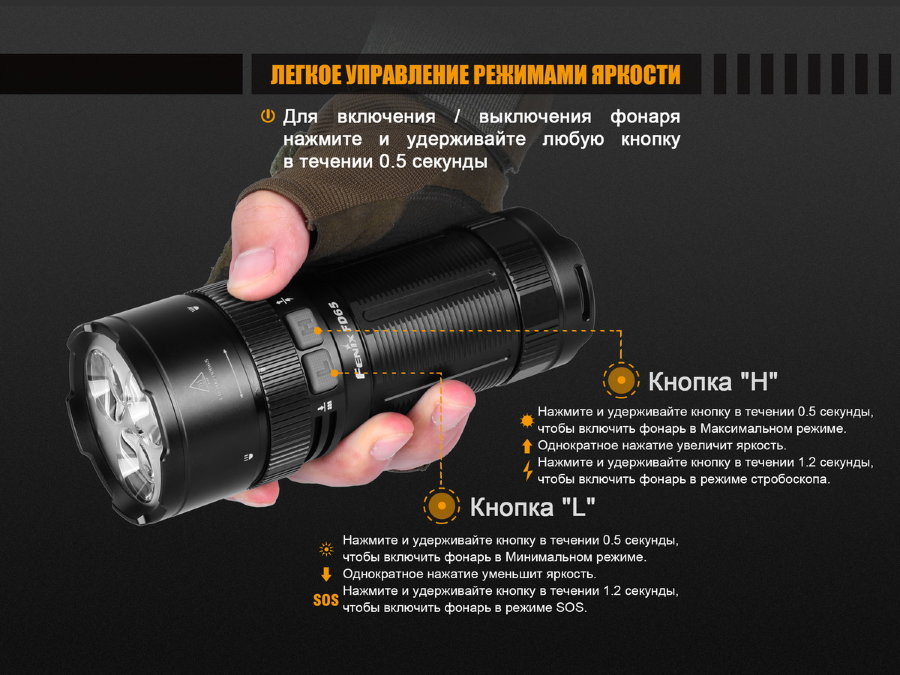 ЛЕГКОЕ УПРАВЛЕНИЕ РЕЖИМАМИ ЯРКОСТИ
Для включения / выключения фонаря
нажмите и удерживайте любую кнопку
в течении 0.5 секунды
H
L
FENIX FD65
Кнопка "H"
Нажмите и удерживайте кнопку в течении 0.5 секунды,
чтобы включить фонарь в Максимальном режиме.
Однократное нажатие увеличит яркость.
Нажмите и удерживайте кнопку в течении 1.2 секунды,
чтобы включить фонарь в режиме стробоскопа.
Кнопка "L"
Нажмите и удерживайте кнопку в течении 0.5 секунды,
чтобы включить фонарь в Минимальном режиме.
Однократное нажатие уменьшит яркость.
SOS
Нажмите и удерживайте кнопку в течении 1.2 секунды,
чтобы включить фонарь в режиме SOS.